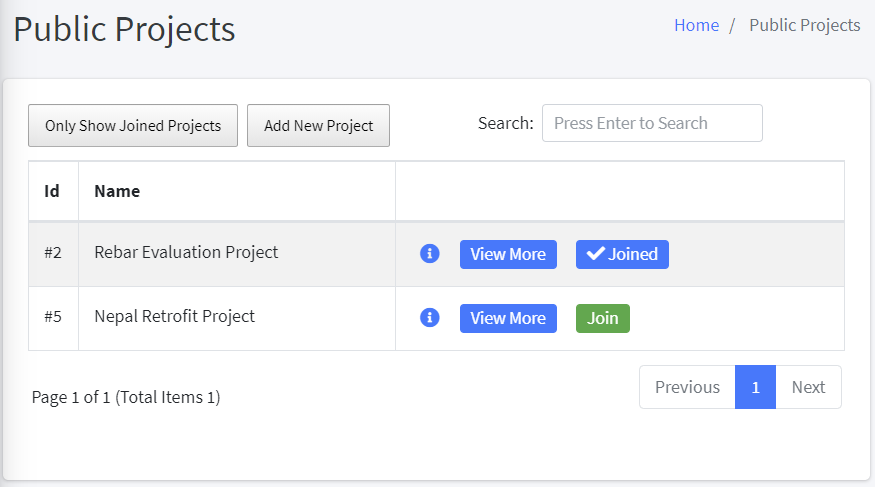 Public Projects
Home / Public Projects
Only Show Joined Projects Add New Project Search: Press Enter to Search
Id Name
#2 Rebar Evaluation Project View More Joined
#5 Nepal Retrofit Project View More Join
Page 1 of 1 (Total Items 1) Previous 1 Next